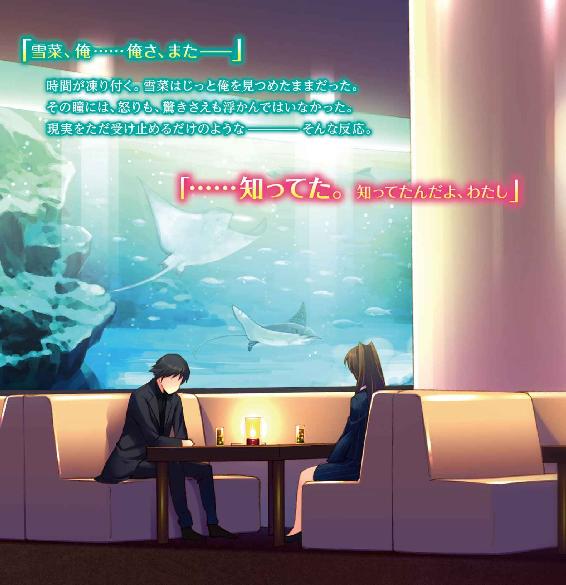 「雪菜、俺……俺さ、また――」
時間が凍り付く。雪菜はじっと俺を見つめたままだった。
その瞳には、怒りも、驚きさえも浮かんではいなかった。
現実をただ受け止めるだけのような――――そんな反応。
「……知ってた。 知ってたんだよ、わたし」